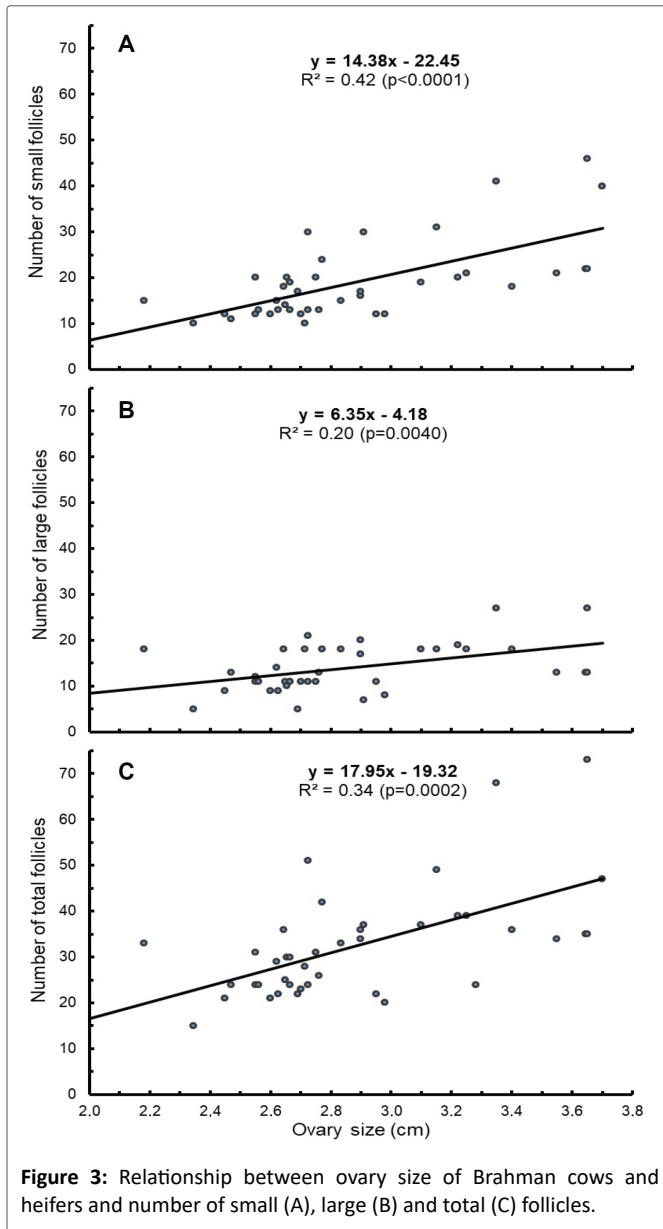 A
y = 14.38x - 22.45
R² = 0.42 (p<0.0001)
Number of small follicles
70
60
50
40
30
20
10
0
B
y = 6.35x - 4.18
R² = 0.20 (p=0.0040)
Number of large follicles
70
60
50
40
30
20
10
0
C
y = 17.95x - 19.32
R² = 0.34 (p=0.0002)
Number of total follicles
70
60
50
40
30
20
10
0
2.0 2.2 2.4 2.6 2.8 3.0 3.2 3.4 3.6 3.8
Ovary size (cm)
Figure 3: Relationship between ovary size of Brahman cows and
heifers and number of small (A), large (B) and total (C) follicles.